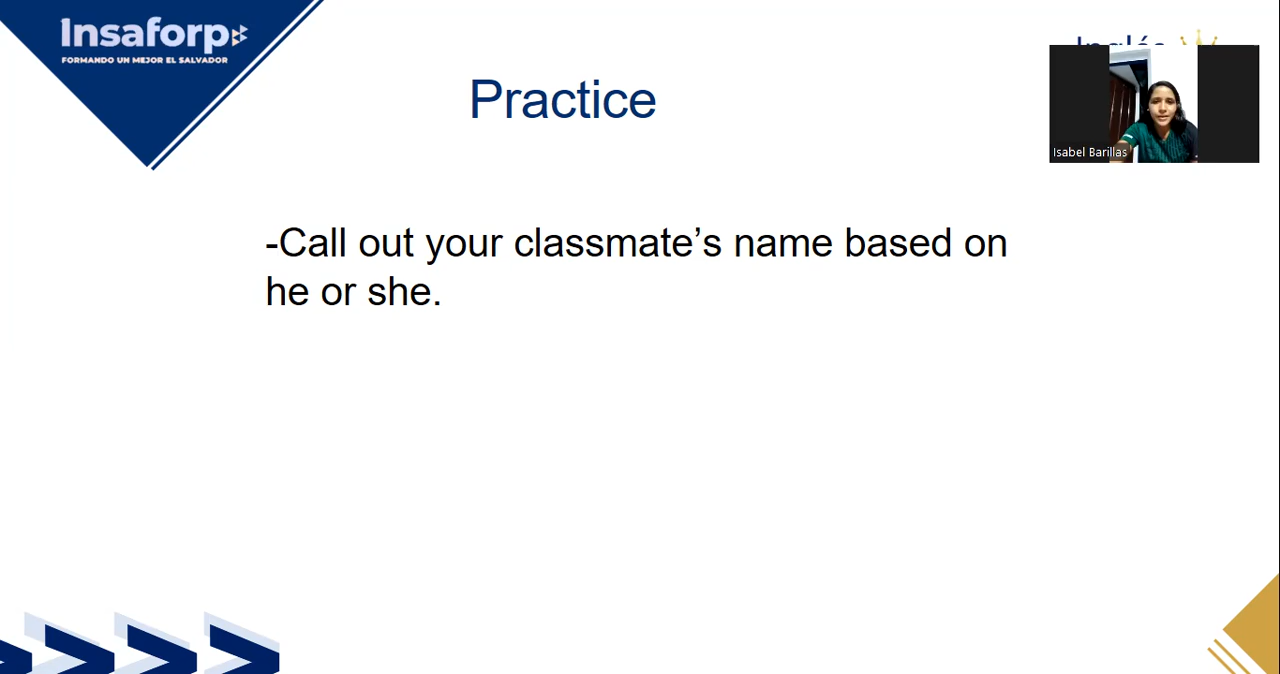 Insaforp
FORMANDO UN MEJOR EL SALVADOR
Practice
Isabel Barillas
-Call out your classmate’s name based on
he or she.